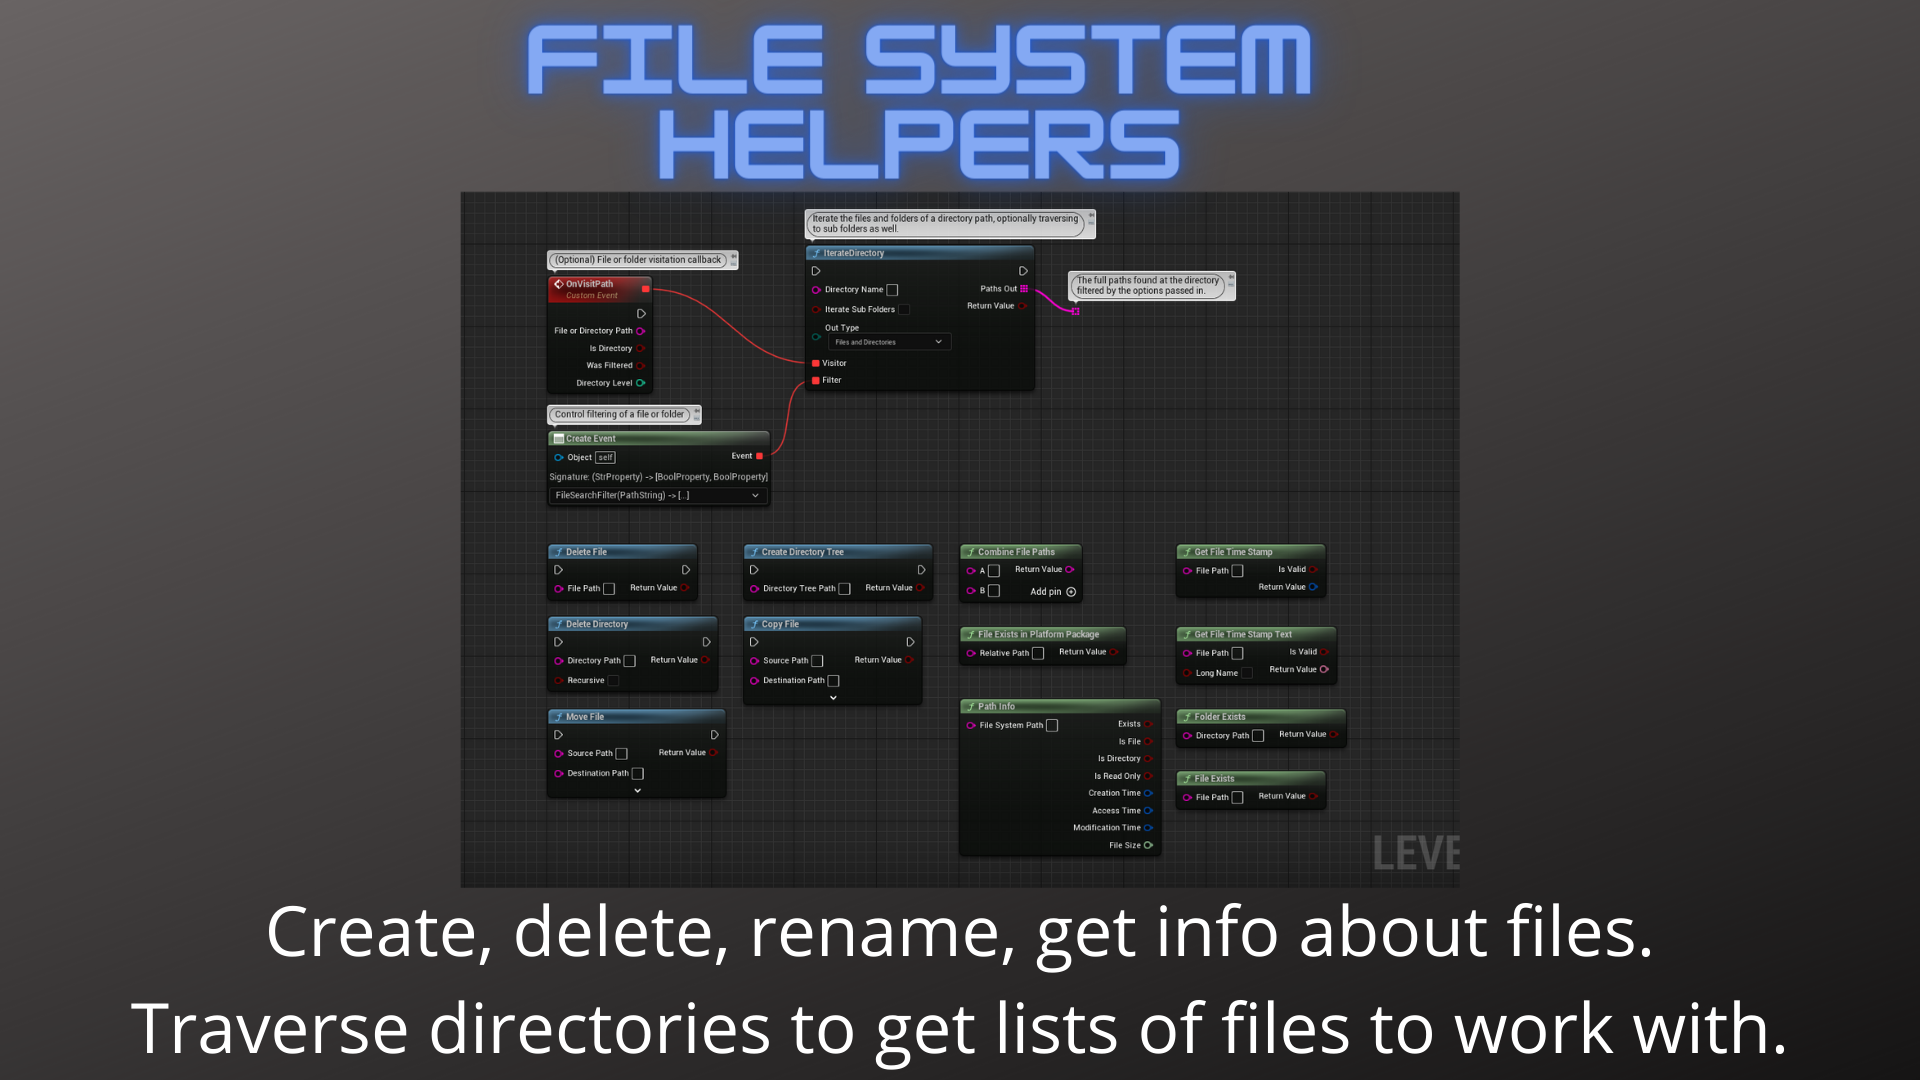 FILE SYSTEM
HELPERS
Iterate the files and folders of a directory path, optionally traversing
to sub folders as well.
(Optional) File or folder visitation callback
OnVisitPath
Custom Event
File or Directory Path
Is Directory
Was Filtered
Directory Level
IterateDirectory
Directory Name
Paths Out
Iterate Sub Folders
Return Value
Out Type
Files and Directories
Visitor
Filter
The full paths found at the directory
filtered by the options passed in.
Control filtering of a file or folder
Create Event
Object self
Event
Signature: (StrProperty) -> [BoolProperty, BoolProperty]
FileSearchFilter(PathString) -> [..]
Delete File
File Path
Return Value
Create Directory Tree
Directory Tree Path
Return Value
Combine File Paths
A
Return Value
B
Add pin
Get File Time Stamp
File Path
Is Valid
Return Value
Delete Directory
Directory Path
Return Value
Recursive
Copy File
Source Path
Return Value
Destination Path
File Exists in Platform Package
Relative Path
Return Value
Get File Time Stamp Text
File Path
Is Valid
Long Name
Return Value
Move File
Source Path
Return Value
Destination Path
Path Info
File System Path
Exists
Is File
Is Directory
Is Read Only
Creation Time
Access Time
Modification Time
File Size
Folder Exists
Directory Path
Return Value
File Exists
File Path
Return Value
LEVE
Create, delete, rename, get info about files.
Traverse directories to get lists of files to work with.